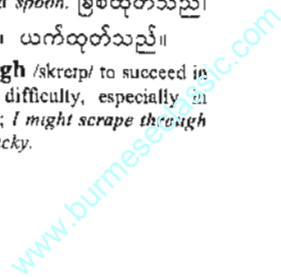 spoon. ခြစ်ထုတ်သည်၊
ယက်ထုတ်သည်။
gh /skreɪp/ to succeed in
difficulty, especially in
; I might scrape through
cky.
www.burmeseclassic.com